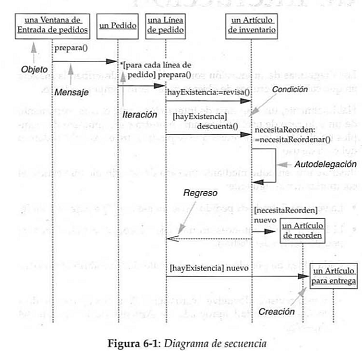 una Ventana de
Entrada de pedidos
un Pedido
una Línea
de pedido
un Artículo
de inventario
prepara()
Objeto
*[para cada línea de
pedido] prepara()
Mensaje
hayExistencia:=revisa()
Iteración
Condición
[hayExistencia]
descuenta()
necesitaReorden:
=necesitaReordenar()
Autodelegación
Regreso
[necesitaReorden]
nuevo
un Artículo
de reorden
[hayExistencia] nuevo
un Artículo
para entrega
Creación
Figura 6-1: Diagrama de secuencia